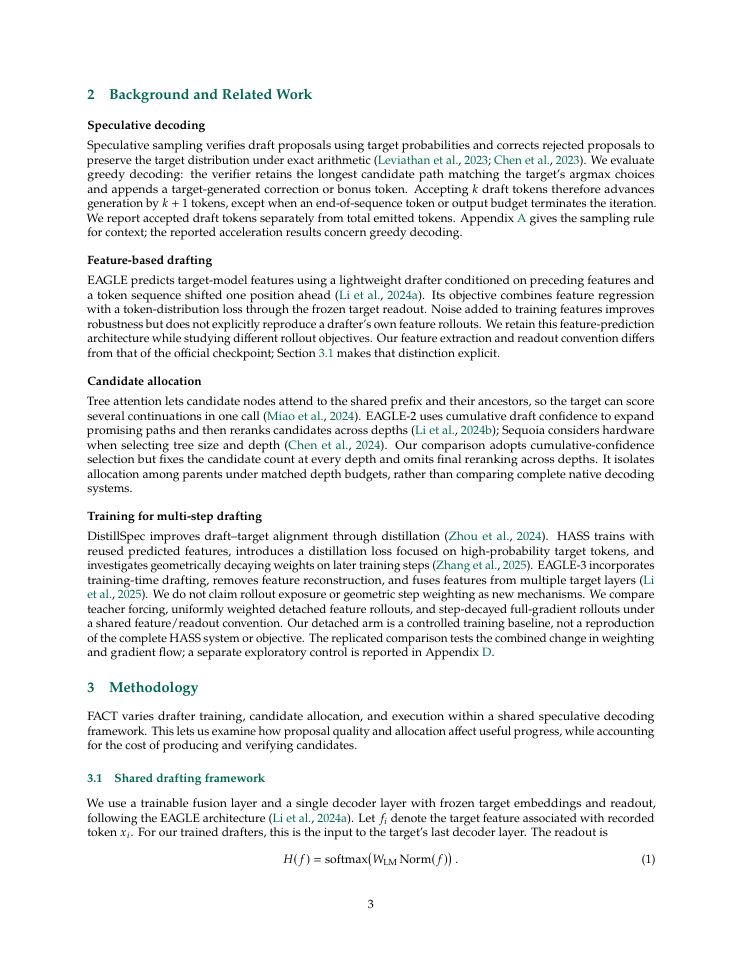 2 Background and Related Work
Speculative decoding
Speculative sampling verifies draft proposals using target probabilities and corrects rejected proposals to
preserve the target distribution under exact arithmetic (Leviathan et al., 2023; Chen et al., 2023). We evaluate
greedy decoding: the verifier retains the longest candidate path matching the target's argmax choices
and appends a target-generated correction or bonus token. Accepting k draft tokens therefore advances
generation by k + 1 tokens, except when an end-of-sequence token or output budget terminates the iteration.
We report accepted draft tokens separately from total emitted tokens. Appendix A gives the sampling rule
for context; the reported acceleration results concern greedy decoding.
Feature-based drafting
EAGLE predicts target-model features using a lightweight drafter conditioned on preceding features and
a token sequence shifted one position ahead (Li et al., 2024a). Its objective combines feature regression
with a token-distribution loss through the frozen target readout. Noise added to training features improves
robustness but does not explicitly reproduce a drafter's own feature rollouts. We retain this feature-prediction
architecture while studying different rollout objectives. Our feature extraction and readout convention differs
from that of the official checkpoint; Section 3.1 makes that distinction explicit.
Candidate allocation
Tree attention lets candidate nodes attend to the shared prefix and their ancestors, so the target can score
several continuations in one call (Miao et al., 2024). EAGLE-2 uses cumulative draft confidence to expand
promising paths and then reranks candidates across depths (Li et al., 2024b); Sequoia considers hardware
when selecting tree size and depth (Chen et al., 2024). Our comparison adopts cumulative-confidence
selection but fixes the candidate count at every depth and omits final reranking across depths. It isolates
allocation among parents under matched depth budgets, rather than comparing complete native decoding
systems.
Training for multi-step drafting
DistillSpec improves draft–target alignment through distillation (Zhou et al., 2024). HASS trains with
reused predicted features, introduces a distillation loss focused on high-probability target tokens, and
investigates geometrically decaying weights on later training steps (Zhang et al., 2025). EAGLE-3 incorporates
training-time drafting, removes feature reconstruction, and fuses features from multiple target layers (Li
et al., 2025). We do not claim rollout exposure or geometric step weighting as new mechanisms. We compare
teacher forcing, uniformly weighted detached feature rollouts, and step-decayed full-gradient rollouts under
a shared feature/readout convention. Our detached arm is a controlled training baseline, not a reproduction
of the complete HASS system or objective. The replicated comparison tests the combined change in weighting
and gradient flow; a separate exploratory control is reported in Appendix D.
3 Methodology
FACT varies drafter training, candidate allocation, and execution within a shared speculative decoding
framework. This lets us examine how proposal quality and allocation affect useful progress, while accounting
for the cost of producing and verifying candidates.
3.1 Shared drafting framework
We use a trainable fusion layer and a single decoder layer with frozen target embeddings and readout,
following the EAGLE architecture (Li et al., 2024a). Let f_i denote the target feature associated with recorded
token x_i. For our trained drafters, this is the input to the target's last decoder layer. The readout is
H(f) = softmax(W_LM Norm(f)) . (1)
3